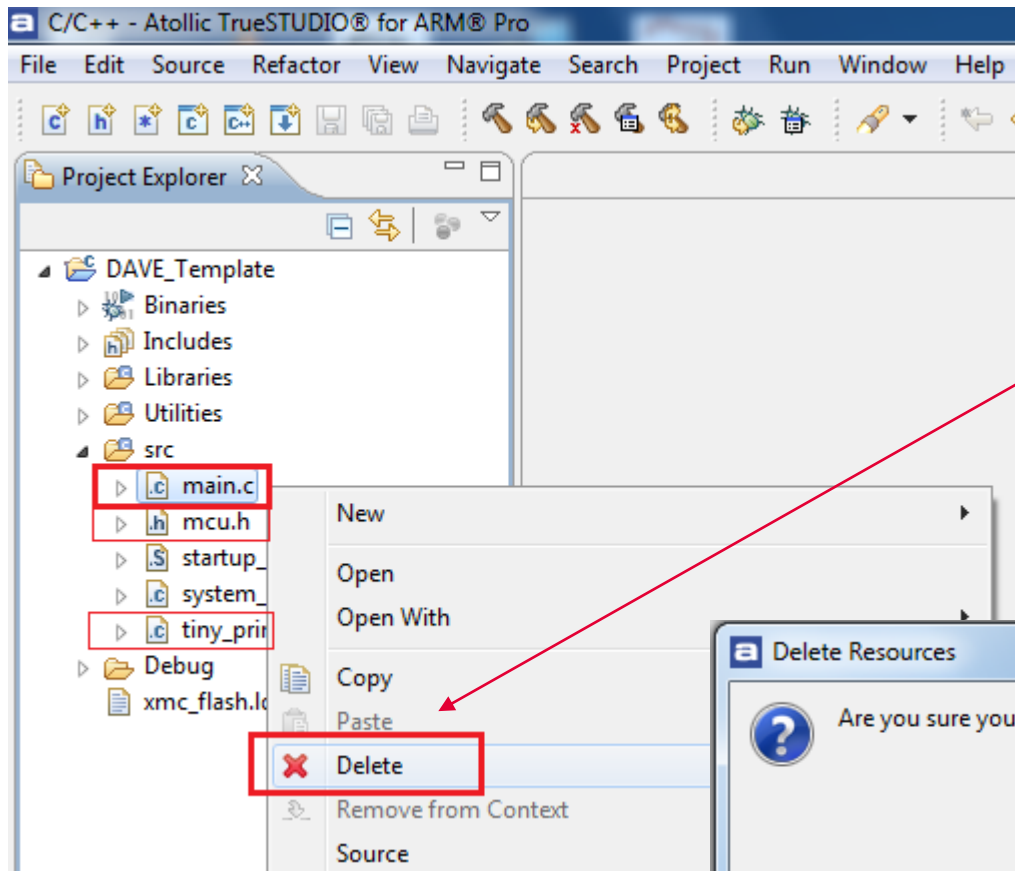 C/C++ - Atollic TrueSTUDIO® for ARM® Pro
File Edit Source Refactor View Navigate Search Project Run Window Help
Project Explorer
DAVE_Template
Binaries
Includes
Libraries
Utilities
src
main.c
mcu.h
startup_
system_
tiny_prin
Debug
xmc_flash.ld
New
Open
Open With
Copy
Paste
Delete
Remove from Context
Source
Delete Resources
Are you sure you